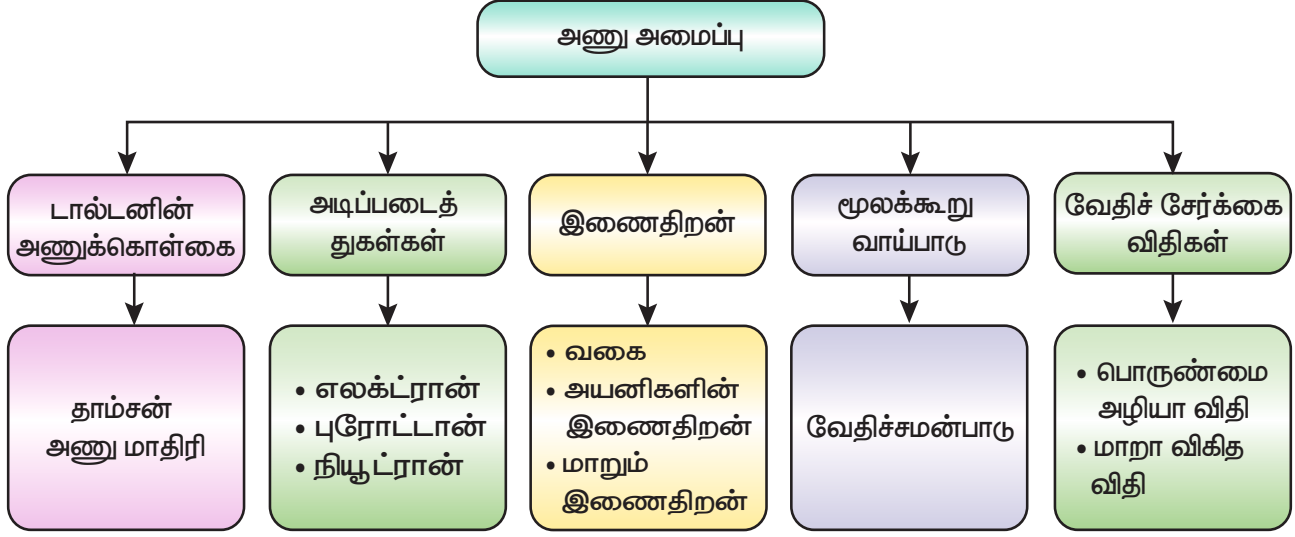 அணு அமைப்பு
டால்டனின்
அணுக்கொள்கை
அடிப்படைத்
துகள்கள்
இணைதிறன்
மூலக்கூறு
வாய்பாடு
வேதிச் சேர்க்கை
விதிகள்
தாம்சன்
அணு மாதிரி
• எலக்ட்ரான்
• புரோட்டான்
• நியூட்ரான்
• வகை
• அயனிகளின்
இணைதிறன்
• மாறும்
இணைதிறன்
வேதிச்சமன்பாடு
• பொருண்மை
அழியா விதி
• மாறா விகித
விதி